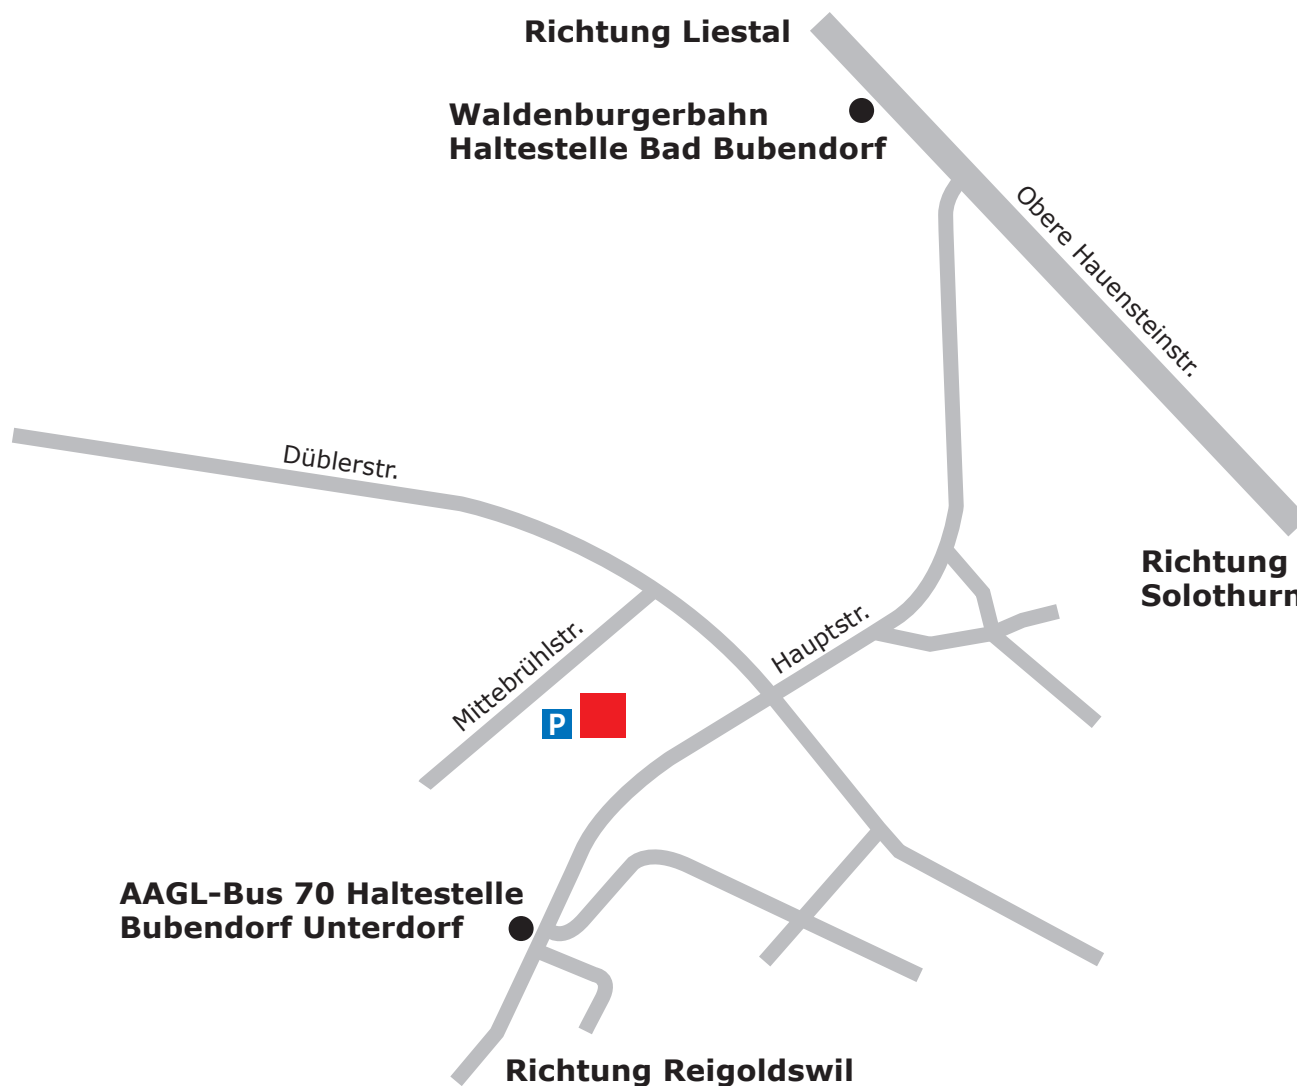 Richtung Liestal
Waldenburgerbahn
Haltestelle Bad Bubendorf
Obere Hauensteinstr.
Düblerstr.
Richtung
Solothurn
Hauptstr.
Mittebrühlstr.
P
AAGL-Bus 70 Haltestelle
Bubendorf Unterdorf
Richtung Reigoldswil